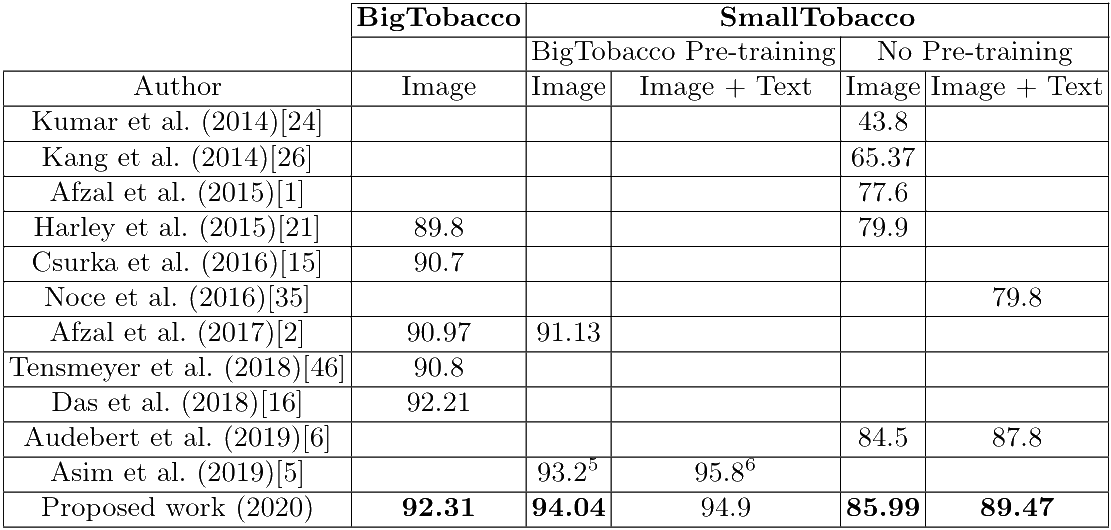 BigTobacco SmallTobacco
BigTobacco Pre-training No Pre-training
Author Image Image Image + Text Image Image + Text
Kumar et al. (2014)[24] 43.8
Kang et al. (2014)[26] 65.37
Afzal et al. (2015)[1] 77.6
Harley et al. (2015)[21] 89.8 79.9
Csurka et al. (2016)[15] 90.7
Noce et al. (2016)[35] 79.8
Afzal et al. (2017)[2] 90.97 91.13
Tensmeyer et al. (2018)[46] 90.8
Das et al. (2018)[16] 92.21
Audebert et al. (2019)[6] 84.5 87.8
Asim et al. (2019)[5] 93.2⁵ 95.8⁶
Proposed work (2020) 92.31 94.04 94.9 85.99 89.47